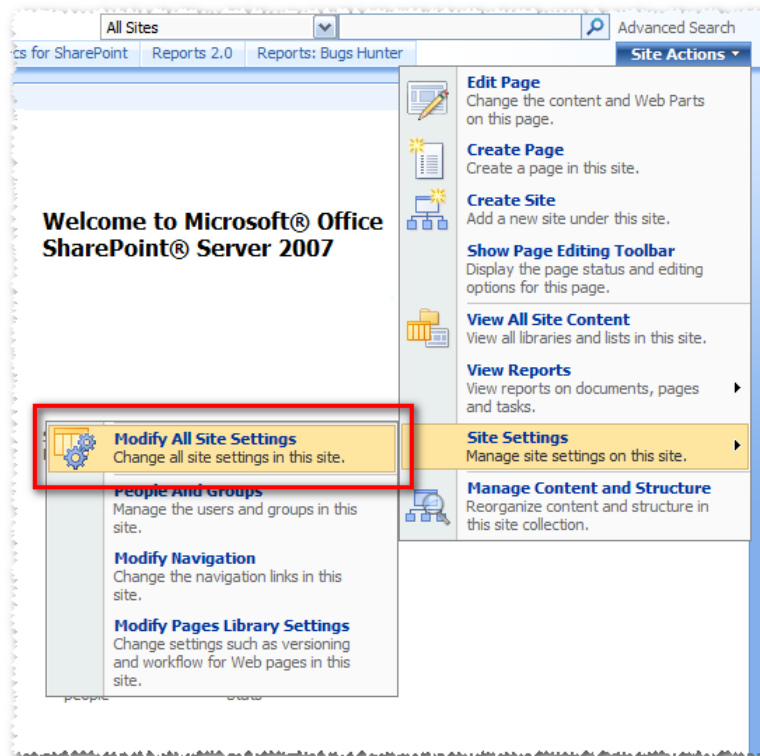 All Sites
Advanced Search
cs for SharePoint Reports 2.0 Reports: Bugs Hunter
Site Actions
Edit Page
Change the content and Web Parts
on this page.
Create Page
Create a page in this site.
Create Site
Add a new site under this site.
Show Page Editing Toolbar
Display the page status and editing
options for this page.
View All Site Content
View all libraries and lists in this site.
View Reports
View reports on documents, pages
and tasks.
Site Settings
Manage site settings on this site.
Manage Content and Structure
Reorganize content and structure in
this site collection.
Welcome to Microsoft® Office
SharePoint® Server 2007
Modify All Site Settings
Change all site settings in this site.
People And Groups
Manage the users and groups in this
site.
Modify Navigation
Change the navigation links in this
site.
Modify Pages Library Settings
Change settings such as versioning
and workflow for Web pages in this
site.
people